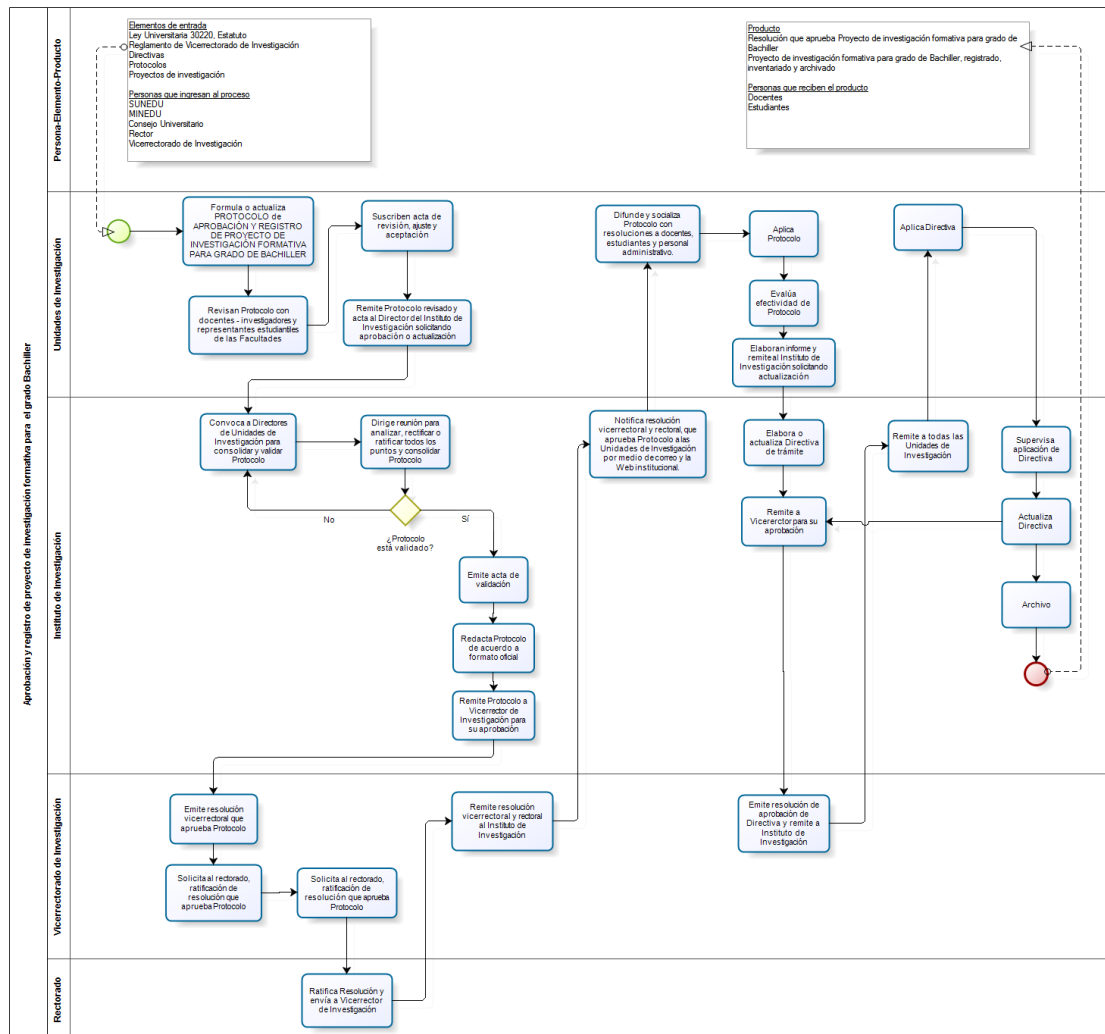 Aprobación y registro de proyecto de investigación formativa para el grado Bachiller
Persona-Elemento-Producto
Elementos de entrada
Ley Universitaria 30220, Estatuto
Reglamento de Vicerrectado de Investigación
Directivas
Protocolos
Proyectos de investigación
Personas que ingresan al proceso
SUNEDU
MINEDU
Consejo Universitario
Rector
Vicerrectorado de Investigación
Producto
Resolución que aprueba Proyecto de investigación formativa para grado de
Bachiller
Proyecto de investigación formativa para grado de Bachiller, registrado,
inventariado y archivado
Personas que reciben el producto
Docentes
Estudiantes
Unidades de Investigación
Formula o actualiza
PROTOCOLO de
APROBACIÓN Y REGISTRO
DE PROYECTO DE
INVESTIGACIÓN FORMATIVA
PARA GRADO DE BACHILLER
Revisan Protocolo con
docentes - investigadores y
representantes estudiantiles
de las Facultades
Suscriben acta de
revisión, ajuste y
aceptación
Remite Protocolo revisado y
acta al Director del Instituto de
Investigación solicitando
aprobación o actualización
Difunde y socializa
Protocolo con
resoluciones a docentes,
estudiantes y personal
administrativo.
Aplica
Protocolo
Evalúa
efectividad de
Protocolo
Elaboran informe y
remite al Instituto de
Investigación solicitando
actualización
Aplica Directiva
Instituto de Investigación
Convoca a Directores
de Unidades de
Investigación para
consolidar y validar
Protocolo
Dirige reunión para
analizar, rectificar o
ratificar todos los
puntos y consolidar
Protocolo
No
Sí
¿Protocolo
está validado?
Emite acta de
validación
Redacta Protocolo
de acuerdo a
formato oficial
Remite Protocolo a
Vicerrector de
Investigación para
su aprobación
Notifica resolución
vicerrectoral y rectoral, que
aprueba Protocolo a las
Unidades de Investigación
por medio de correo y la
Web institucional.
Elabora o
actualiza Directiva
de trámite
Remite a
Vicererctor para su
aprobación
Remite a todas las
Unidades de
Investigación
Supervisa
aplicación de
Directiva
Actualiza
Directiva
Archivo
Vicerrectorado de Investigación
Emite resolución
vicerrectoral que
aprueba Protocolo
Solicita al rectorado,
ratificación de
resolución que
aprueba Protocolo
Solicita al rectorado,
ratificación de
resolución que aprueba
Protocolo
Remite resolución
vicerrectoral y rectoral
al Instituto de
Investigación
Emite resolución de
aprobación de
Directiva y remite a
Instituto de
Investigación
Rectorado
Ratifica Resolución y
envía a Vicerrector
de Investigación